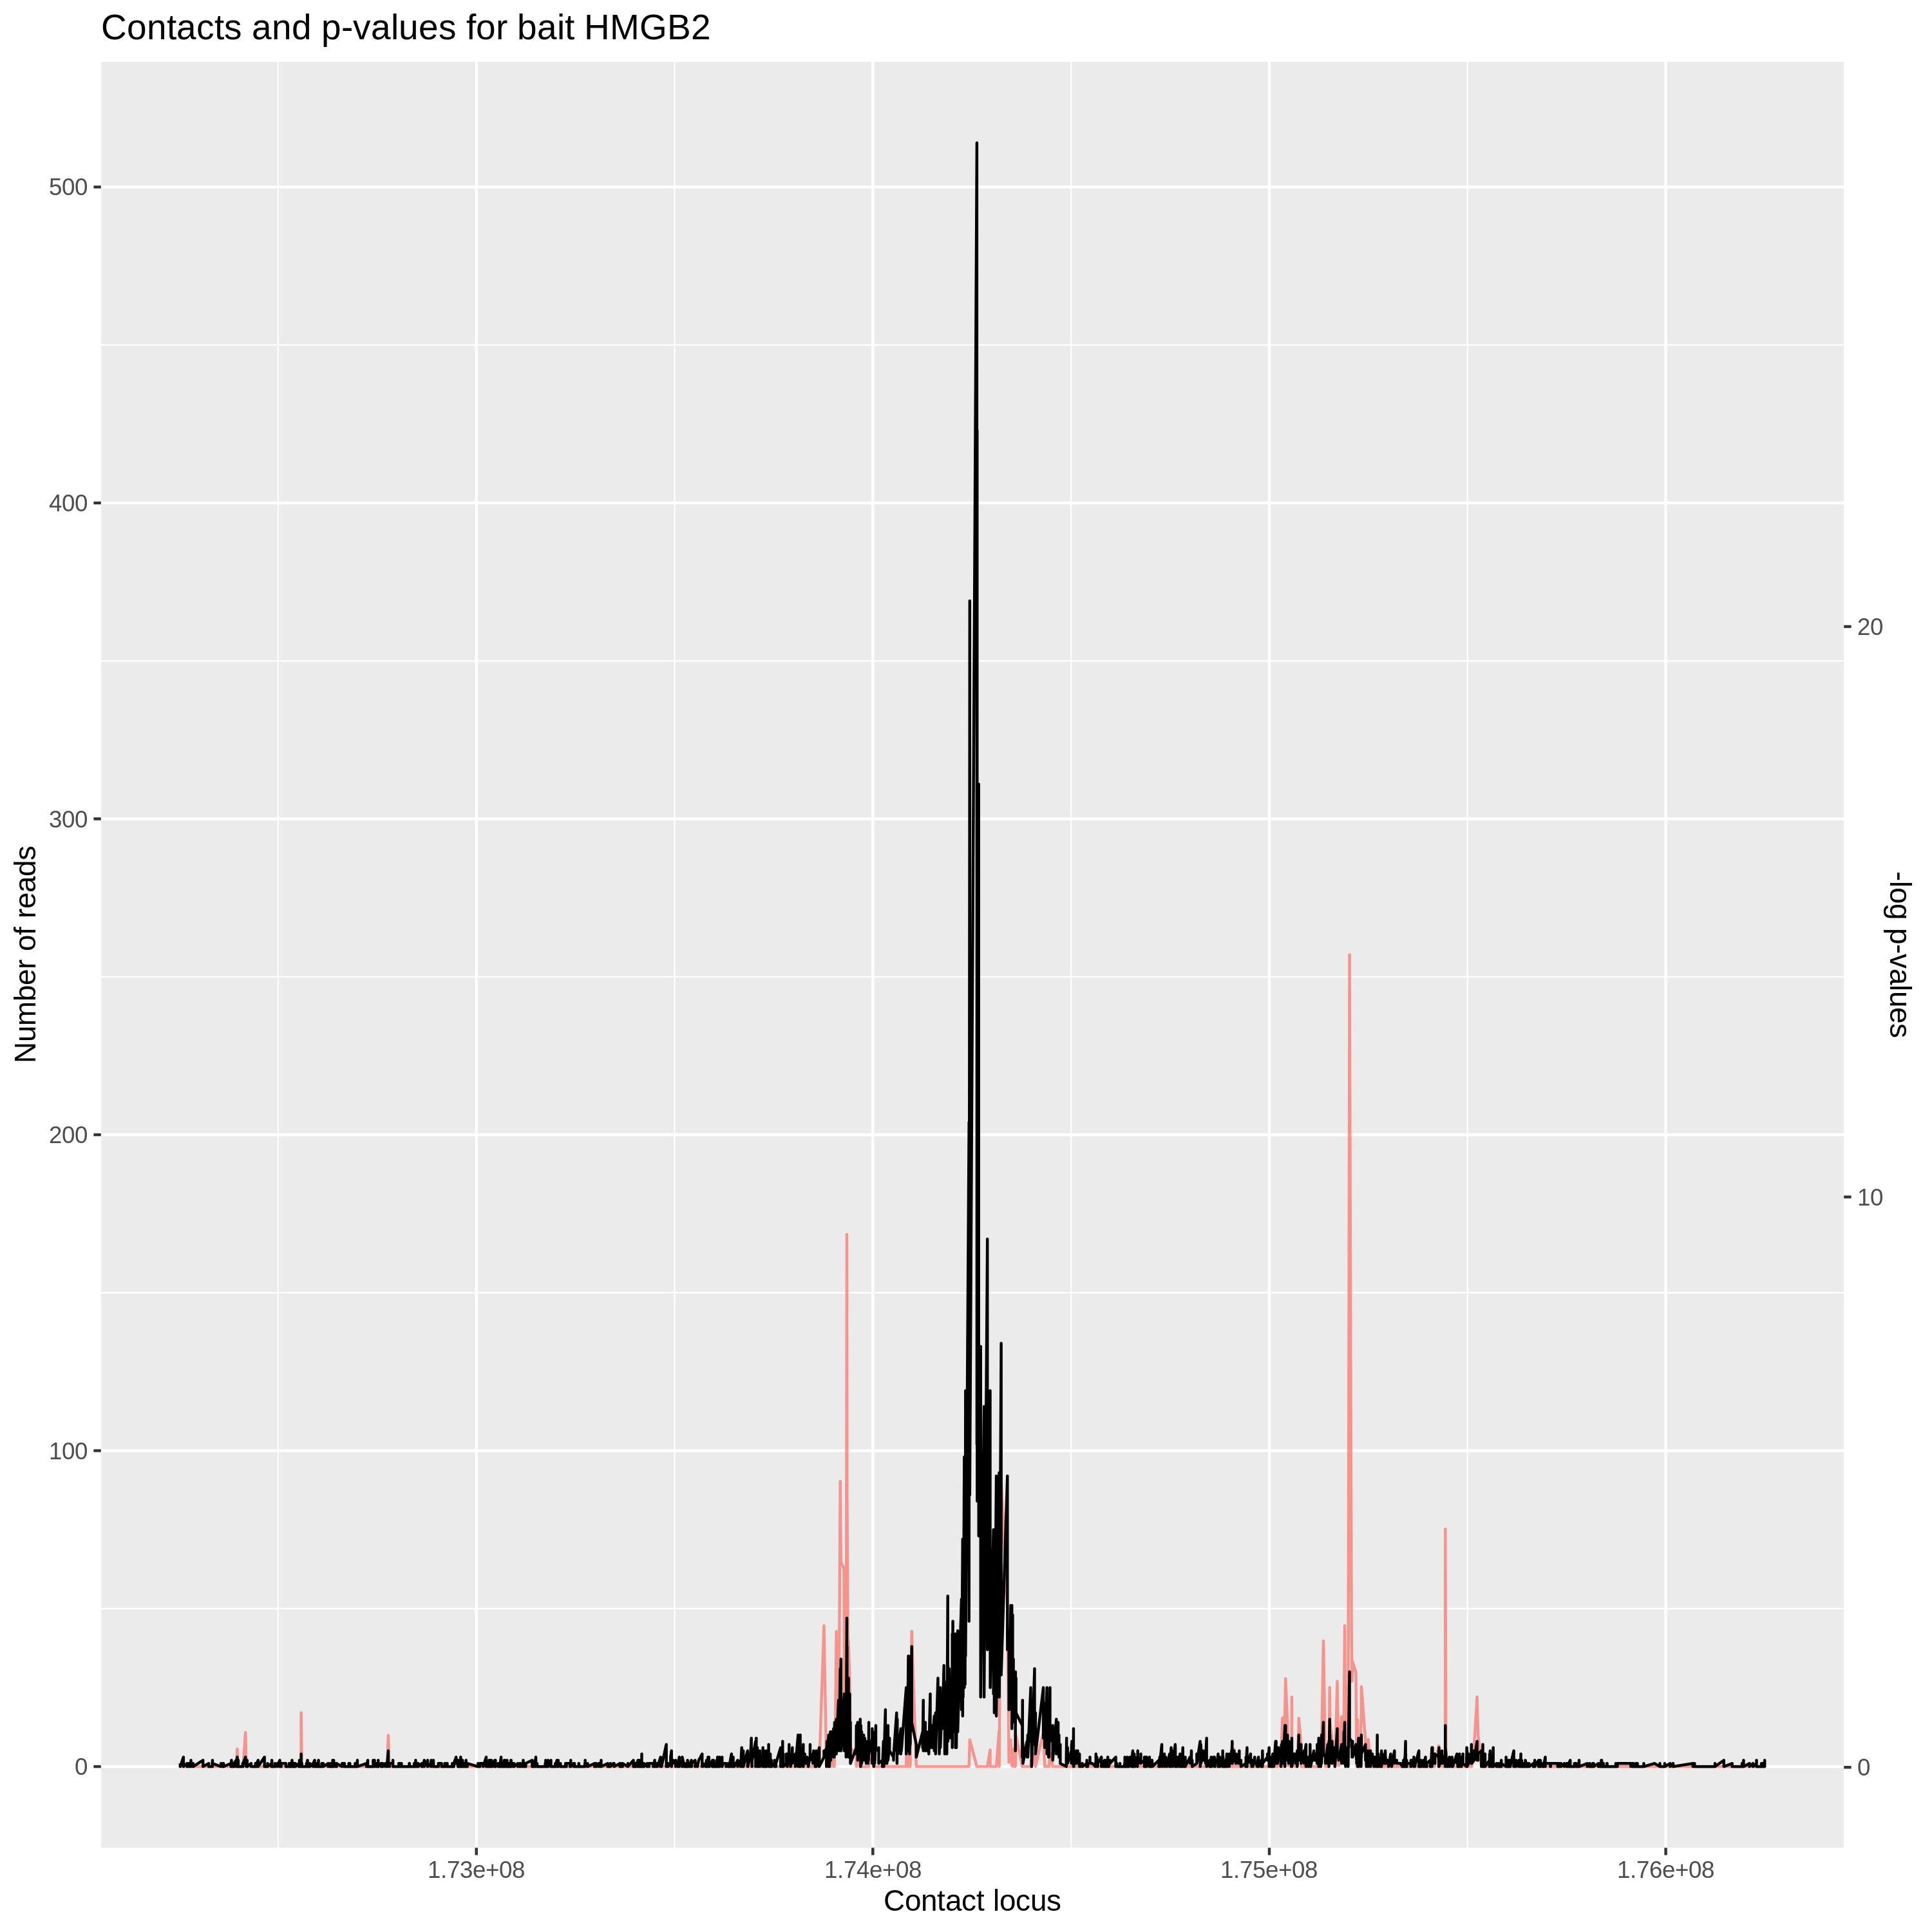 Contacts and p-values for bait HMGB2
500
400
300
200
100
0
Number of reads
20
10
0
-log p-values
1.73e+08
1.74e+08
1.75e+08
1.76e+08
Contact locus